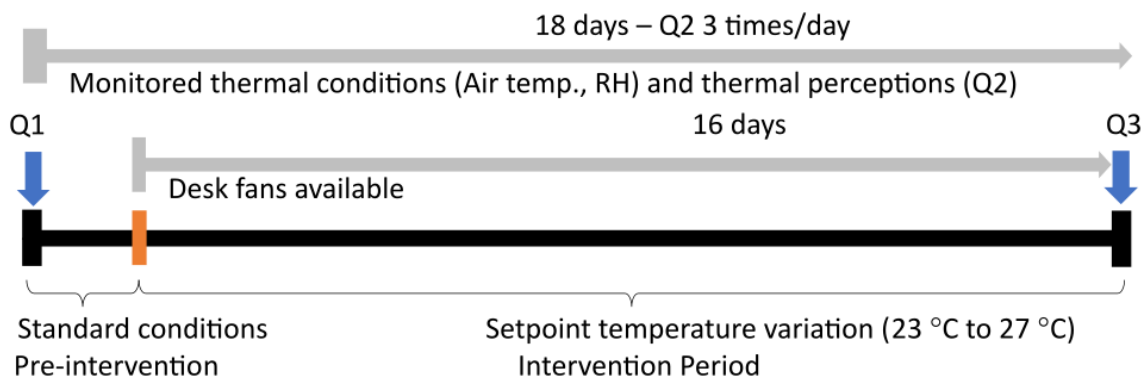 18 days – Q2 3 times/day
Monitored thermal conditions (Air temp., RH) and thermal perceptions (Q2)
Q1
16 days
Q3
Desk fans available
Standard conditions
Pre-intervention
Setpoint temperature variation (23 °C to 27 °C)
Intervention Period